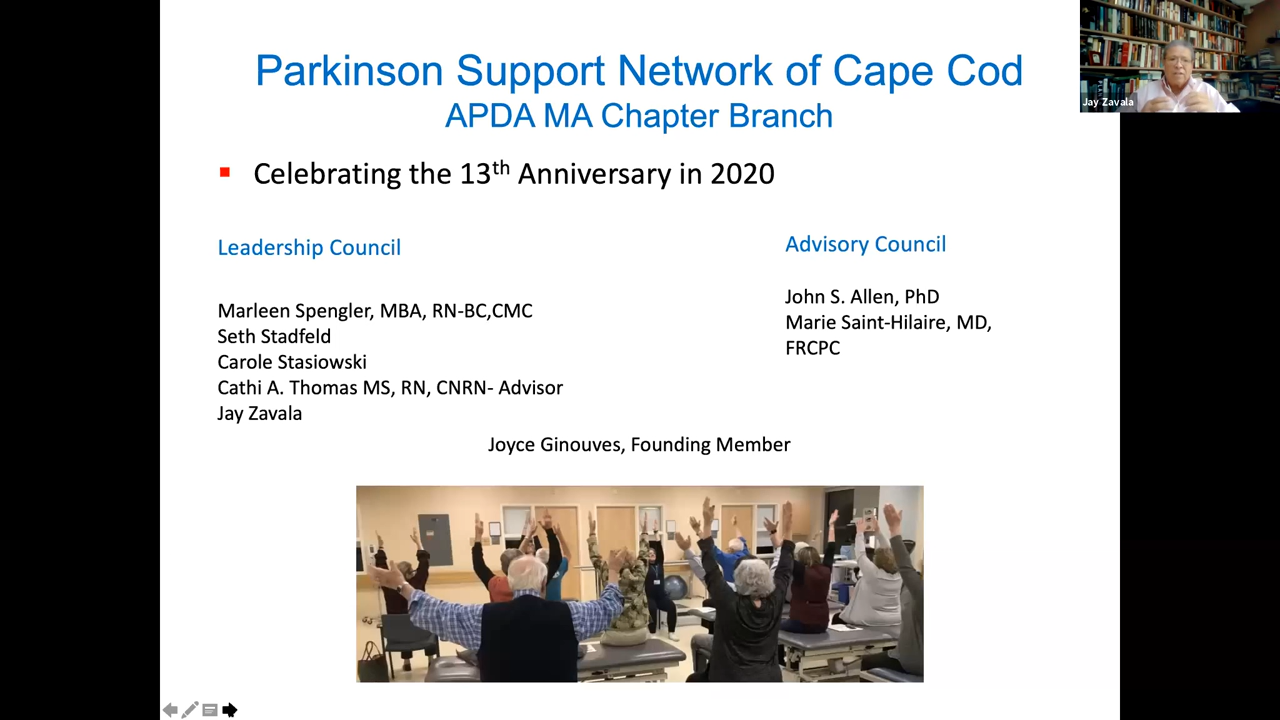 Parkinson Support Network of Cape Cod
APDA MA Chapter Branch
Jay Zavala
▪ Celebrating the 13th Anniversary in 2020
Leadership Council
Marleen Spengler, MBA, RN-BC,CMC
Seth Stadfeld
Carole Stasiowski
Cathi A. Thomas MS, RN, CNRN- Advisor
Jay Zavala
Advisory Council
John S. Allen, PhD
Marie Saint-Hilaire, MD,
FRCPC
Joyce Ginouves, Founding Member